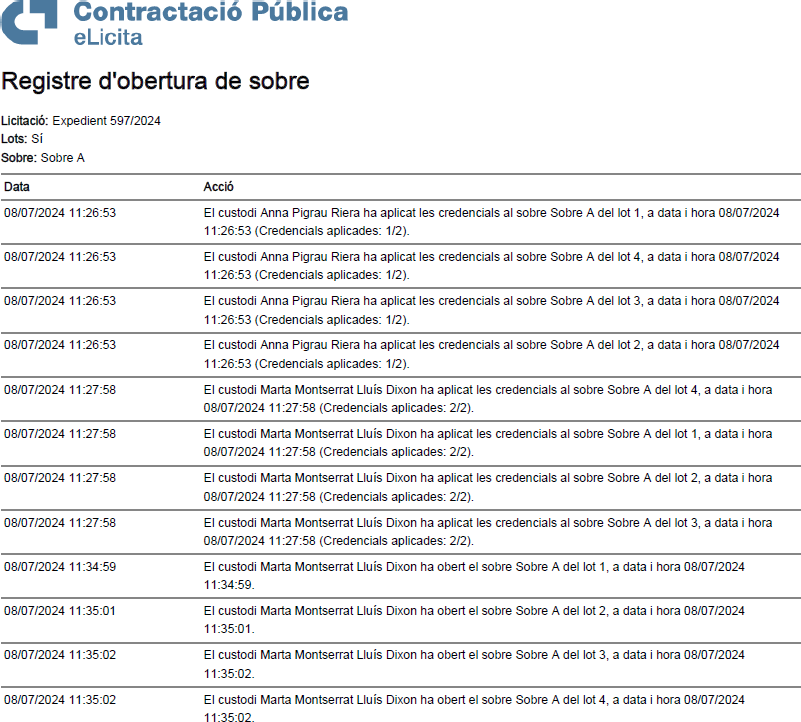 Contractació Pública
eLicita
Registre d'obertura de sobre
Licitació: Expedient 597/2024
Lots: Sí
Sobre: Sobre A
Data Acció
08/07/2024 11:26:53 El custodi Anna Pigrau Riera ha aplicat les credencials al sobre Sobre A del lot 1, a data i hora 08/07/2024
11:26:53 (Credencials aplicades: 1/2).
08/07/2024 11:26:53 El custodi Anna Pigrau Riera ha aplicat les credencials al sobre Sobre A del lot 4, a data i hora 08/07/2024
11:26:53 (Credencials aplicades: 1/2).
08/07/2024 11:26:53 El custodi Anna Pigrau Riera ha aplicat les credencials al sobre Sobre A del lot 3, a data i hora 08/07/2024
11:26:53 (Credencials aplicades: 1/2).
08/07/2024 11:26:53 El custodi Anna Pigrau Riera ha aplicat les credencials al sobre Sobre A del lot 2, a data i hora 08/07/2024
11:26:53 (Credencials aplicades: 1/2).
08/07/2024 11:27:58 El custodi Marta Montserrat Lluís Dixon ha aplicat les credencials al sobre Sobre A del lot 4, a data i hora
08/07/2024 11:27:58 (Credencials aplicades: 2/2).
08/07/2024 11:27:58 El custodi Marta Montserrat Lluís Dixon ha aplicat les credencials al sobre Sobre A del lot 1, a data i hora
08/07/2024 11:27:58 (Credencials aplicades: 2/2).
08/07/2024 11:27:58 El custodi Marta Montserrat Lluís Dixon ha aplicat les credencials al sobre Sobre A del lot 2, a data i hora
08/07/2024 11:27:58 (Credencials aplicades: 2/2).
08/07/2024 11:27:58 El custodi Marta Montserrat Lluís Dixon ha aplicat les credencials al sobre Sobre A del lot 3, a data i hora
08/07/2024 11:27:58 (Credencials aplicades: 2/2).
08/07/2024 11:34:59 El custodi Marta Montserrat Lluís Dixon ha obert el sobre Sobre A del lot 1, a data i hora 08/07/2024
11:34:59.
08/07/2024 11:35:01 El custodi Marta Montserrat Lluís Dixon ha obert el sobre Sobre A del lot 2, a data i hora 08/07/2024
11:35:01.
08/07/2024 11:35:02 El custodi Marta Montserrat Lluís Dixon ha obert el sobre Sobre A del lot 3, a data i hora 08/07/2024
11:35:02.
08/07/2024 11:35:02 El custodi Marta Montserrat Lluís Dixon ha obert el sobre Sobre A del lot 4, a data i hora 08/07/2024
11:35:02.